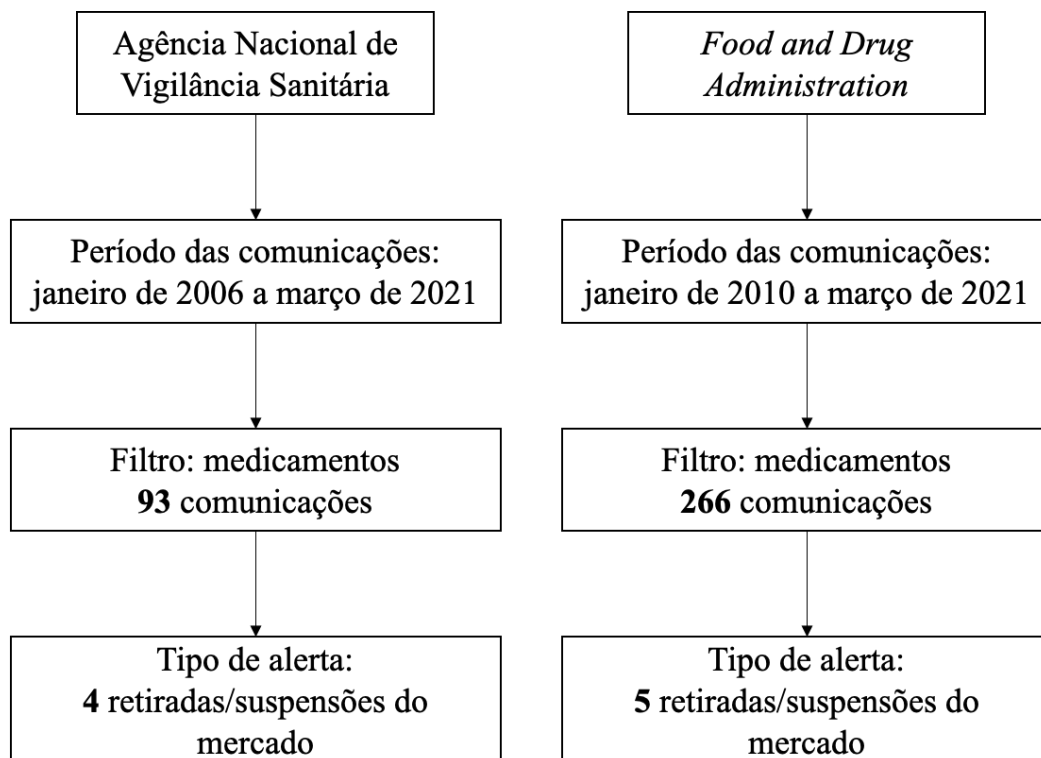 Agência Nacional de
Vigilância Sanitária
Período das comunicações:
janeiro de 2006 a março de 2021
Filtro: medicamentos
93 comunicações
Tipo de alerta:
4 retiradas/suspensões do
mercado
Food and Drug
Administration
Período das comunicações:
janeiro de 2010 a março de 2021
Filtro: medicamentos
266 comunicações
Tipo de alerta:
5 retiradas/suspensões do
mercado